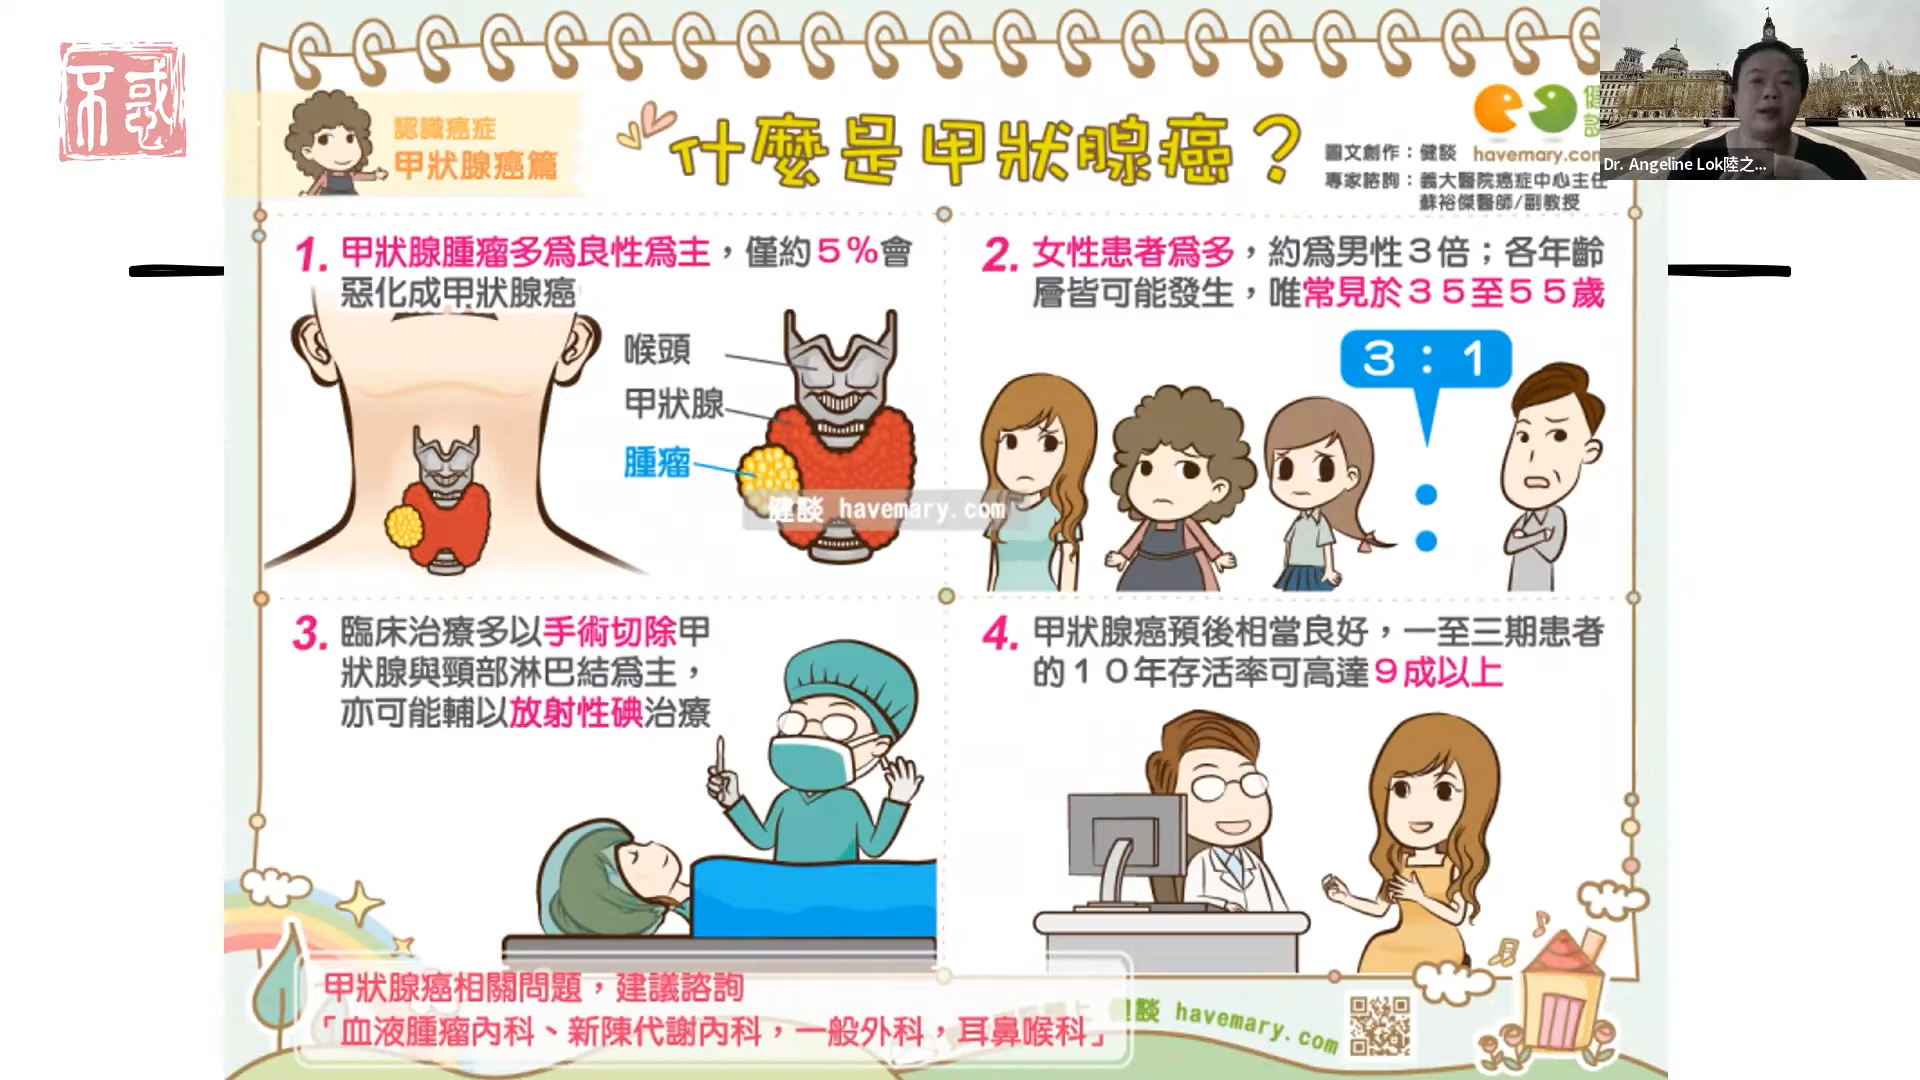 不惑
認識癌症
甲狀腺癌篇
什麼是甲狀腺癌？
havemary.com
圖文創作：健談
專家諮詢：義大醫院癌症中心主任
蘇裕傑醫師/副教授
Dr. Angeline Lok陸之...
1. 甲狀腺腫瘤多為良性為主，僅約５％會
惡化成甲狀腺癌
喉頭
甲狀腺
腫瘤
健談 havemary.com
2. 女性患者為多，約為男性３倍；各年齡
層皆可能發生，唯常見於３５至５５歲
3：1
3. 臨床治療多以手術切除甲
狀腺與頸部淋巴結為主，
亦可能輔以放射性碘治療
4. 甲狀腺癌預後相當良好，一至三期患者
的１０年存活率可高達９成以上
甲狀腺癌相關問題，建議諮詢
「血液腫瘤內科、新陳代謝內科，一般外科，耳鼻喉科」
健談 havemary.com